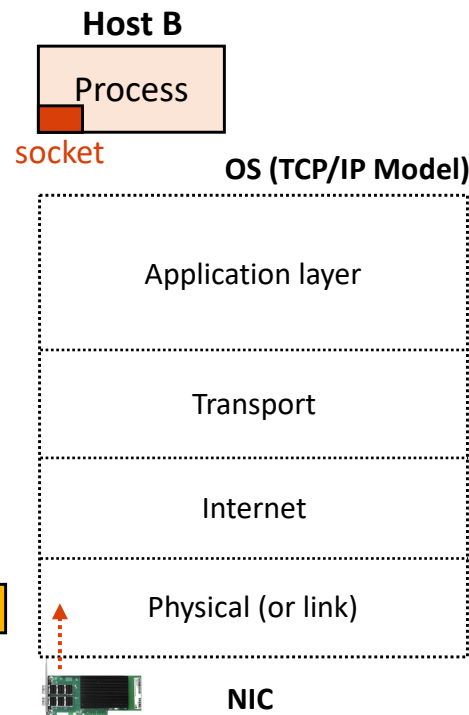 Host B
Process
socket
OS (TCP/IP Model)
Application layer
Transport
Internet
Physical (or link)
NIC